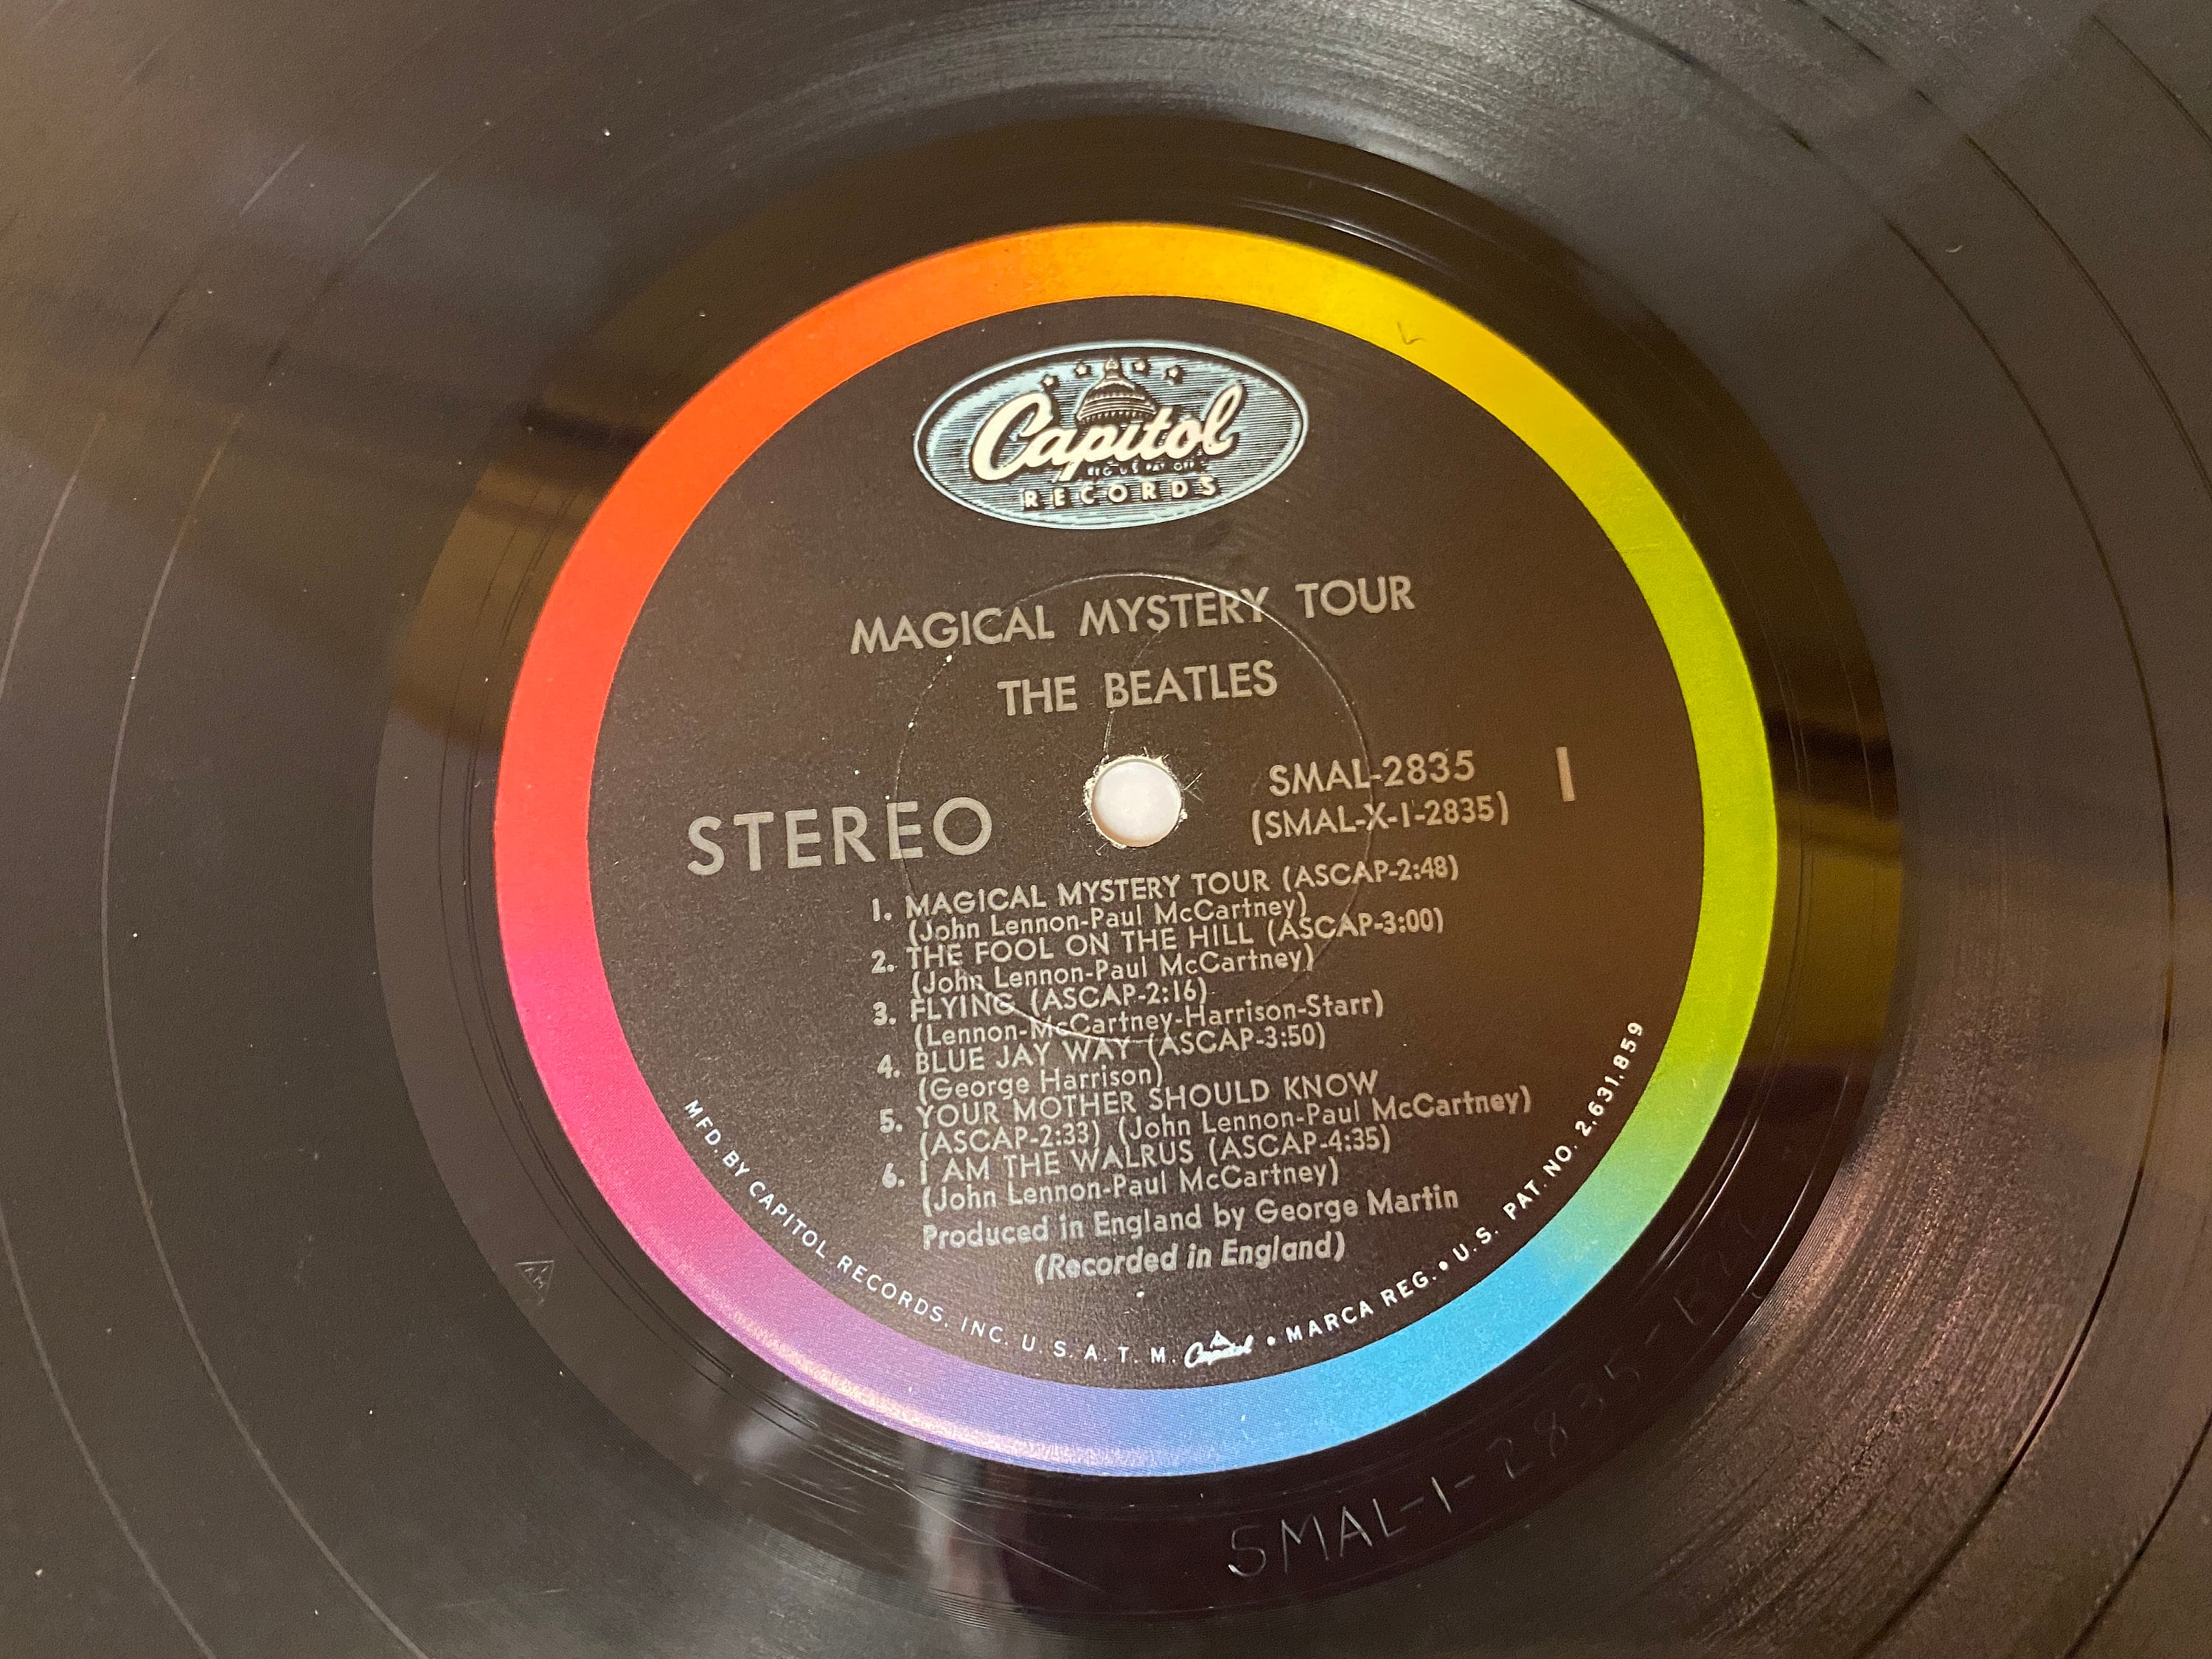 Capitol
REG. U.S. PAT. OFF.
RECORDS
MAGICAL MYSTERY TOUR
THE BEATLES
STEREO
SMAL-2835
(SMAL-X-1-2835)
1
1. MAGICAL MYSTERY TOUR (ASCAP-2:48)
(John Lennon-Paul McCartney)
2. THE FOOL ON THE HILL (ASCAP-3:00)
(John Lennon-Paul McCartney)
3. FLYING (ASCAP-2:16)
(Lennon-McCartney-Harrison-Starr)
4. BLUE JAY WAY (ASCAP-3:50)
(George Harrison)
5. YOUR MOTHER SHOULD KNOW
(ASCAP-2:33) (John Lennon-Paul McCartney)
6. I AM THE WALRUS (ASCAP-4:35)
(John Lennon-Paul McCartney)
Produced in England by George Martin
(Recorded in England)
MFD. BY CAPITOL RECORDS, INC. U.S.A. T.M. Capitol • MARCA REG. • U.S. PAT. NO. 2,631,859
SMAL-1-2835-